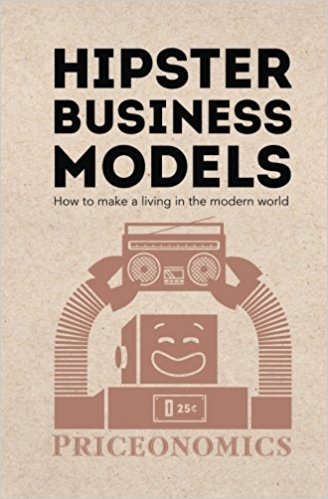 HIPSTER
BUSINESS
MODELS
How to make a living in the modern world
25¢
PRICEONOMICS